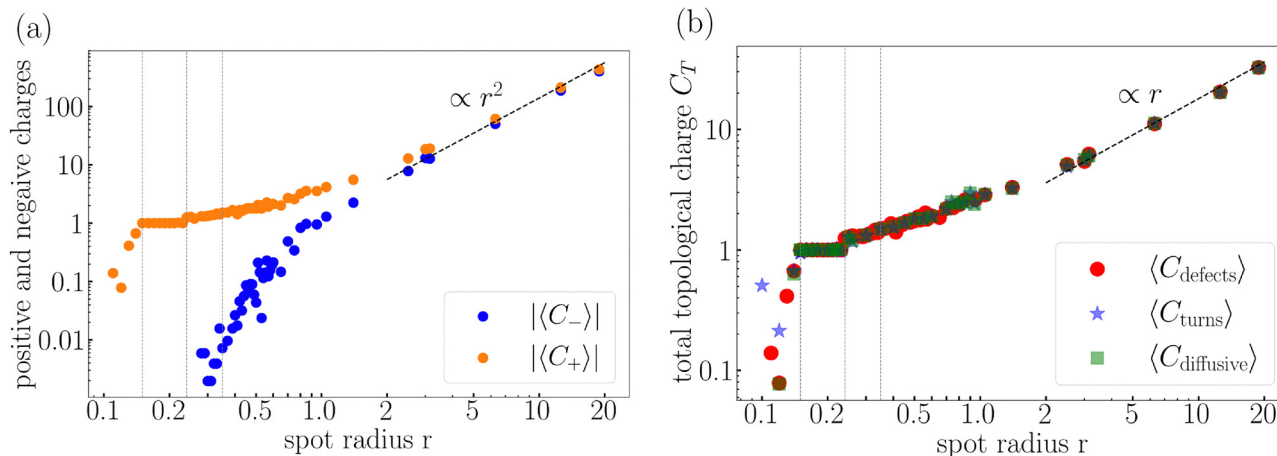 (a)
positive and negaive charges
100
10
1
0.1
0.01
∝ r²
|⟨C₋⟩|
|⟨C₊⟩|
0.1 0.2 0.5 1.0 2 5 10 20
spot radius r
(b)
total topological charge C_T
10
1
0.1
∝ r
⟨C_defects⟩
⟨C_turns⟩
⟨C_diffusive⟩
0.1 0.2 0.5 1.0 2 5 10 20
spot radius r